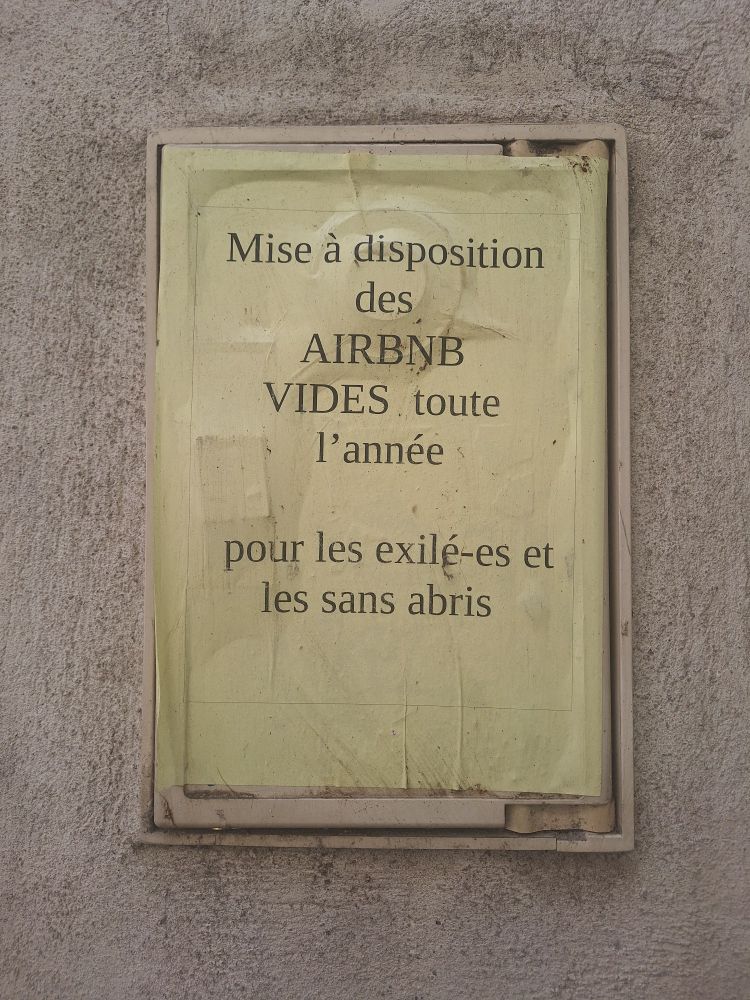 Mise à disposition
des
AIRBNB
VIDES toute
l'année
pour les exilé-es et
les sans abris